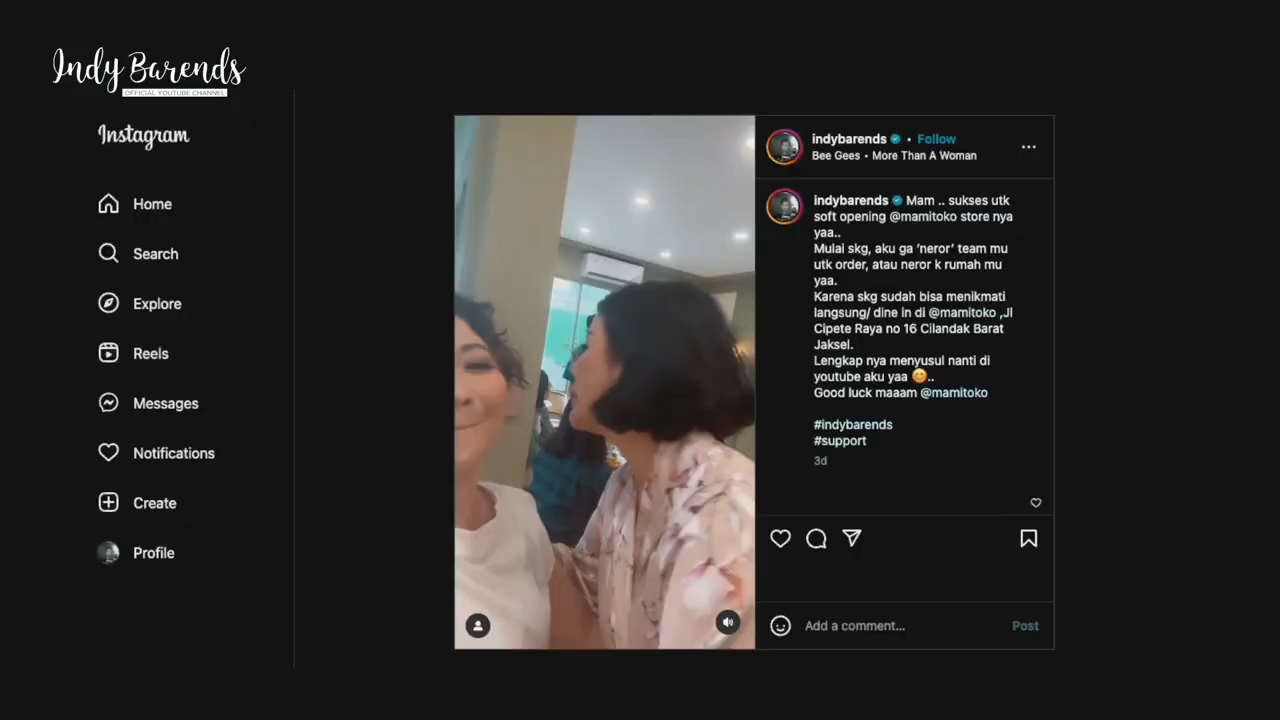 Indy Barends
OFFICIAL YOUTUBE CHANNEL
Instagram
Home
Search
Explore
Reels
Messages
Notifications
Create
Profile
indybarends • Follow
Bee Gees • More Than A Woman
indybarends Mam .. sukses utk
soft opening @mamitoko store nya
yaa..
Mulai skg, aku ga ‘neror’ team mu
utk order, atau neror k rumah mu
yaa.
Karena skg sudah bisa menikmati
langsung/ dine in di @mamitoko ,Jl
Cipete Raya no 16 Cilandak Barat
Jaksel.
Lengkap nya menyusul nanti di
youtube aku yaa 😊..
Good luck maaam @mamitoko
#indybarends
#support
3d
Add a comment...
Post